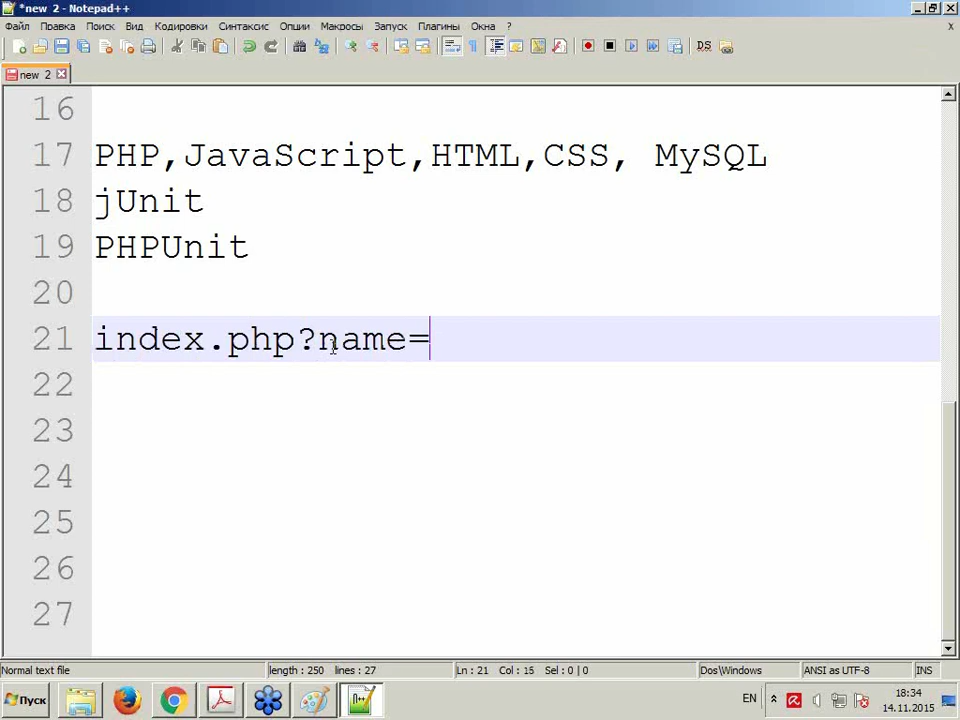 *new 2 - Notepad++
Файл Правка Поиск Вид Кодировки Синтаксис Опции Макросы Запуск Плагины Окна ? X
new 2
16
17 PHP,JavaScript,HTML,CSS, MySQL
18 jUnit
19 PHPUnit
20
21 index.php?name=
22
23
24
25
26
27
Normal text file length : 250 lines : 27 Ln : 21 Col : 15 Sel : 0 | 0 Dos\Windows ANSI as UTF-8 INS
Пуск EN 18:34
14.11.2015